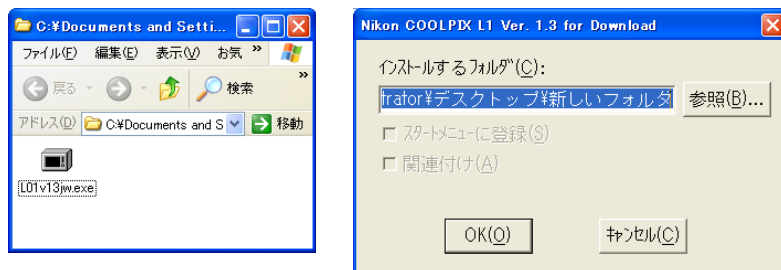 C:¥Documents and Setti...
ファイル(F) 編集(E) 表示(V) お気 »
戻る 検索 »
アドレス(D) C:¥Documents and S 移動
L01v13jw.exe
Nikon COOLPIX L1 Ver. 1.3 for Download
インストールするフォルダ(C):
trator¥デスクトップ¥新しいフォルダ 参照(B)...
スタートメニューに登録(S)
関連付け(A)
OK(O) キャンセル(C)